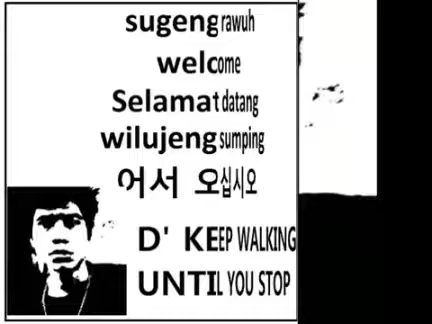 sugeng rawuh
welcome
Selamat datang
wilujeng sumping
어서 오십시오
D' KEEP WALKING
UNTIL YOU STOP